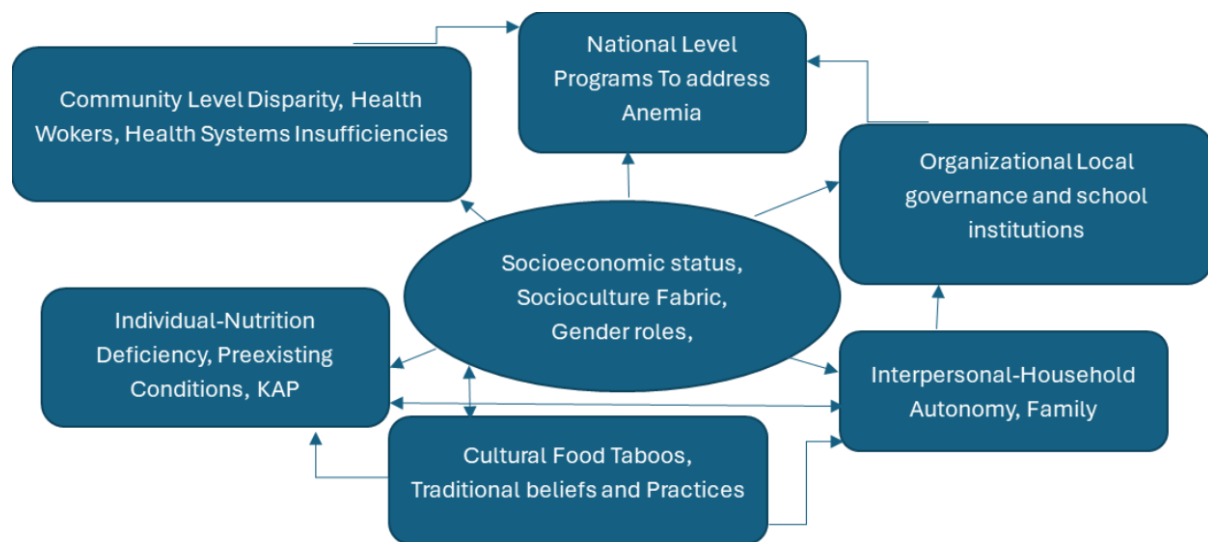 National Level
Programs To address
Anemia
Community Level Disparity, Health
Wokers, Health Systems Insufficiencies
Organizational Local
governance and school
institutions
Socioeconomic status,
Socioculture Fabric,
Gender roles,
Individual-Nutrition
Deficiency, Preexisting
Conditions, KAP
Interpersonal-Household
Autonomy, Family
Cultural Food Taboos,
Traditional beliefs and Practices